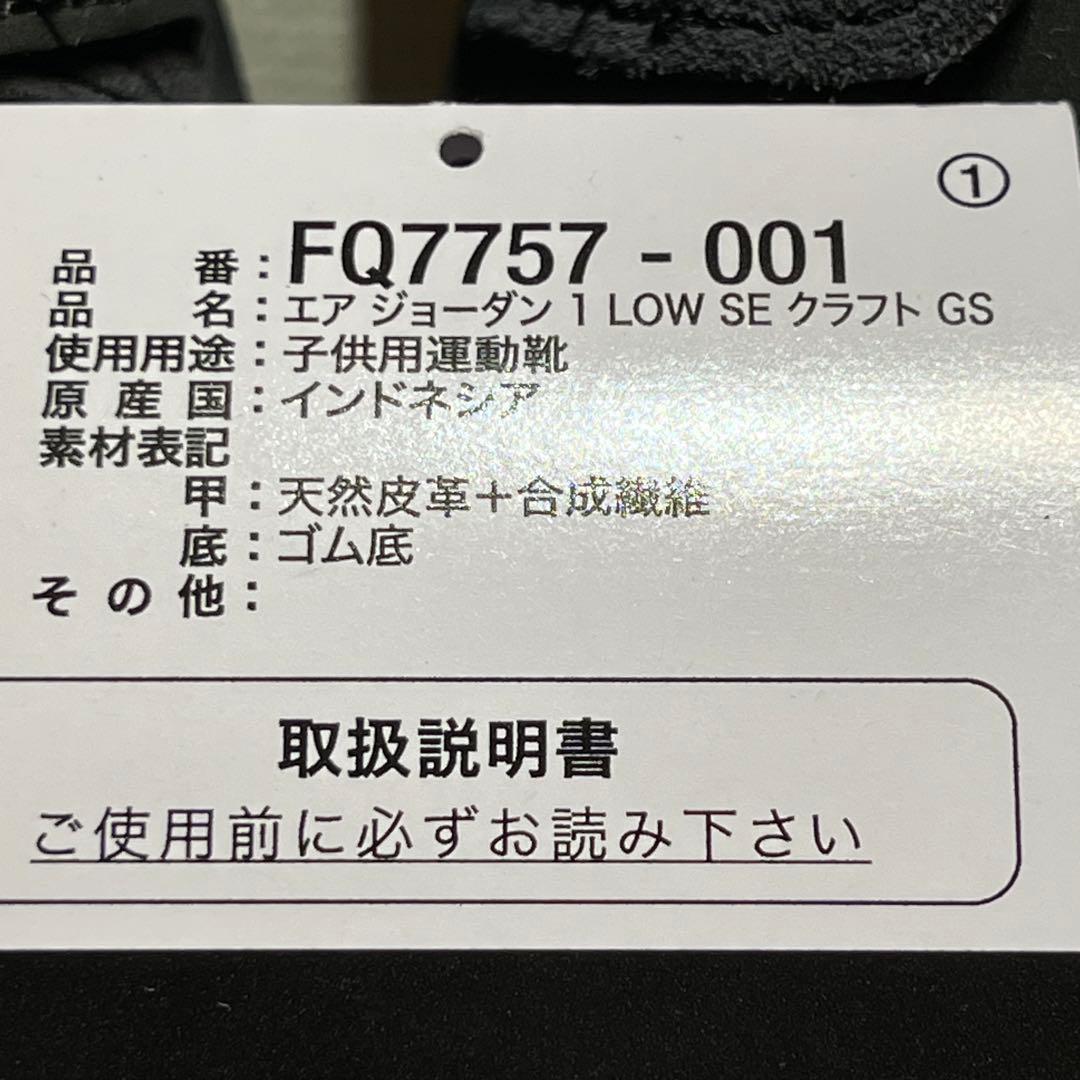 ①
品番：FQ7757-001
品名：エア ジョーダン 1 LOW SE クラフト GS
使用用途：子供用運動靴
原産国：インドネシア
素材表記
甲：天然皮革＋合成繊維
底：ゴム底
その他：
取扱説明書
ご使用前に必ずお読み下さい